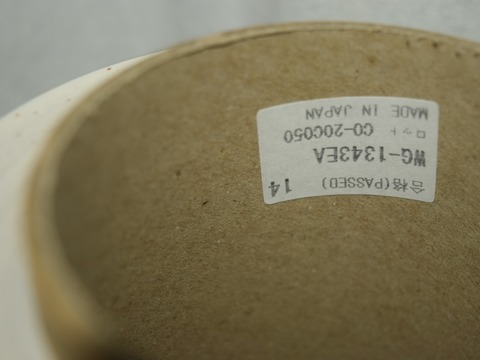 合格(PASSED) 14
WG-1343EA
ロット CO-20C050
MADE IN JAPAN